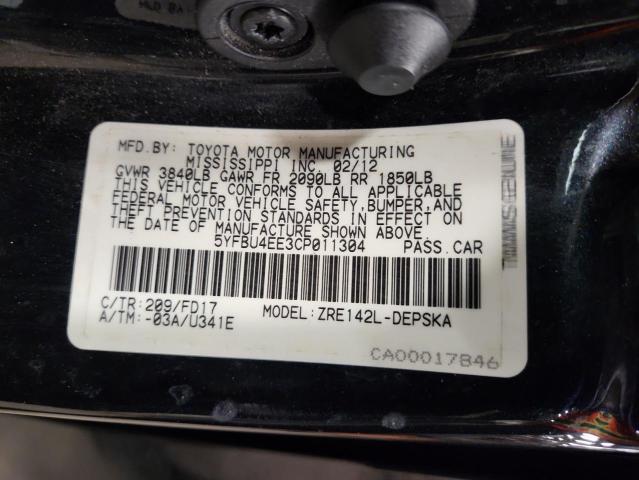 MFD.BY: TOYOTA MOTOR MANUFACTURING
MISSISSIPPI INC. 02/12
GVWR 3840LB GAWR FR 2090LB RR 1850LB
THIS VEHICLE CONFORMS TO ALL APPLICABLE
FEDERAL MOTOR VEHICLE SAFETY, BUMPER, AND
THEFT PREVENTION STANDARDS IN EFFECT ON
THE DATE OF MANUFACTURE SHOWN ABOVE.
5YFBU4EE3CP011304 PASS.CAR
C/TR:209/FD17 MODEL:ZRE142L-DEPSKA
A/TM:-03A/U341E
CA00017846